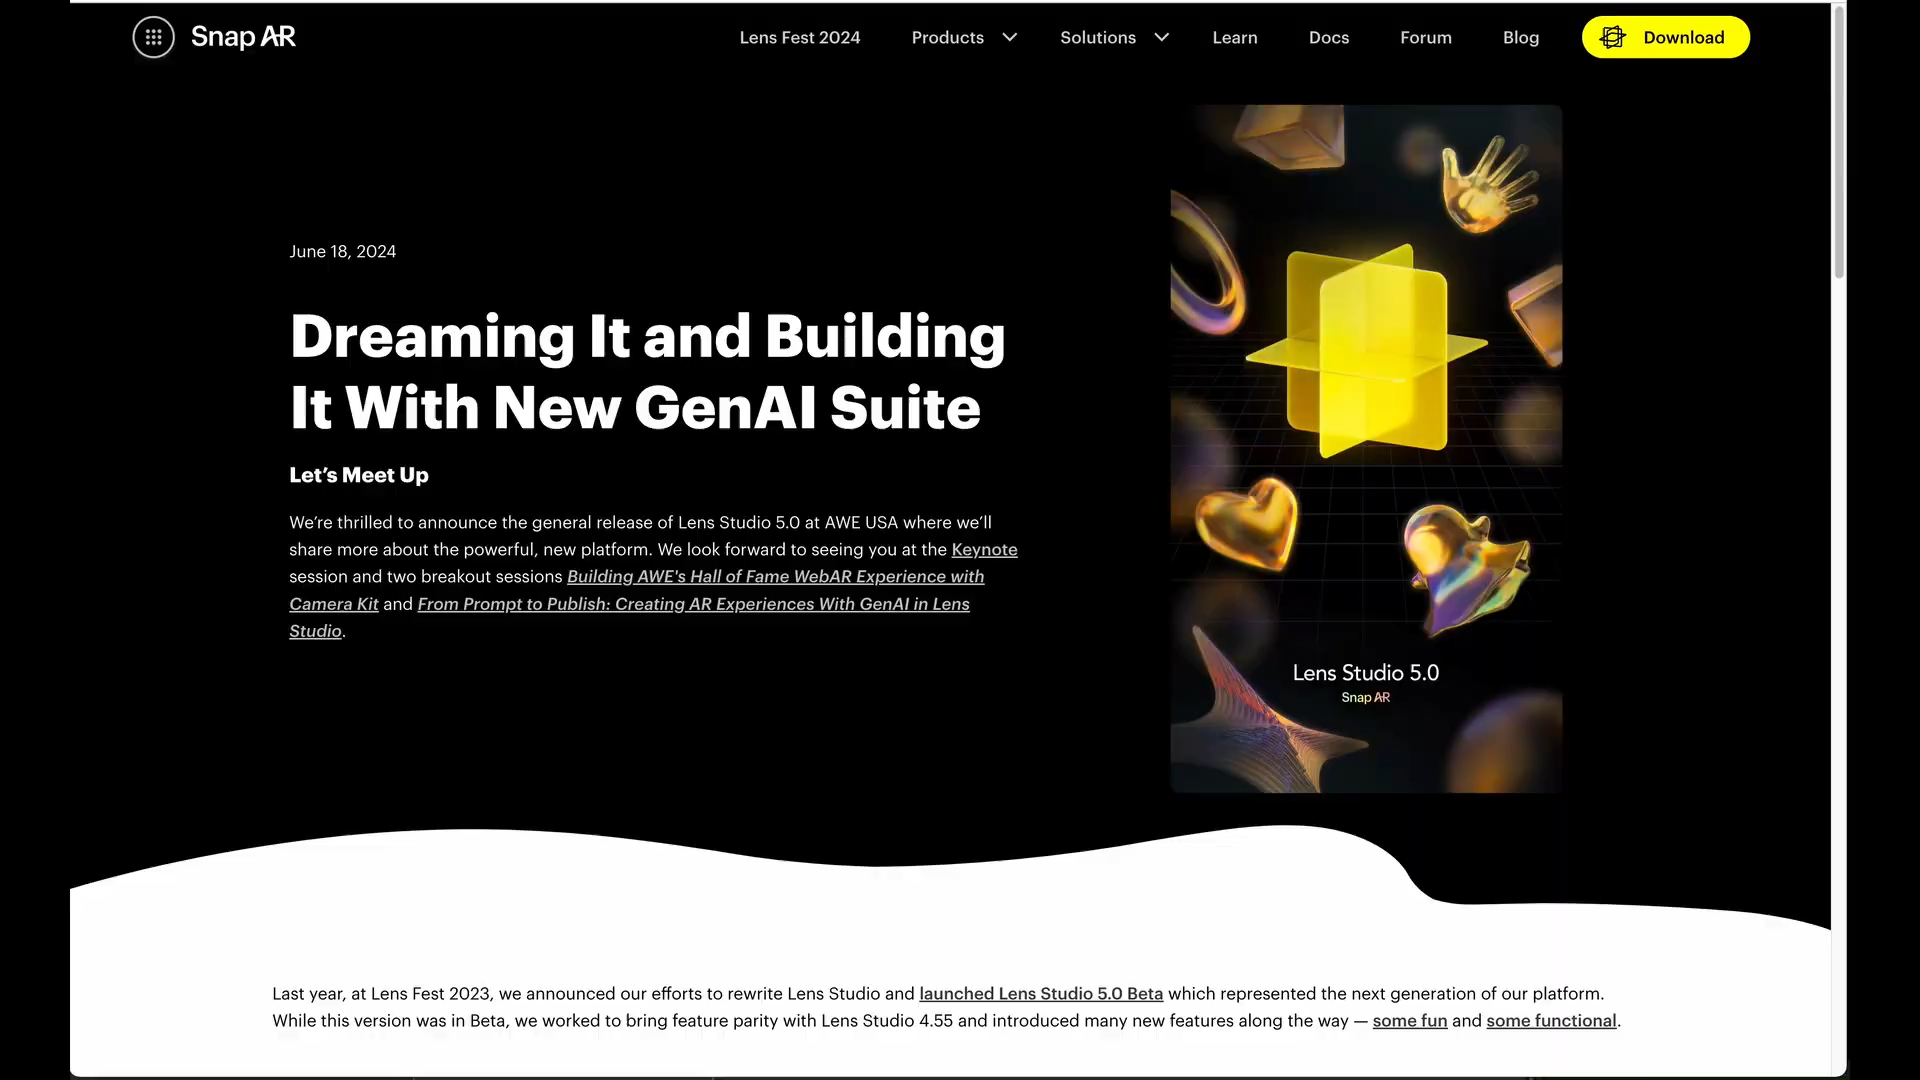 Snap AR
Lens Fest 2024
Products
Solutions
Learn
Docs
Forum
Blog
Download
June 18, 2024
Dreaming It and Building
It With New GenAI Suite
Let’s Meet Up
We’re thrilled to announce the general release of Lens Studio 5.0 at AWE USA where we’ll
share more about the powerful, new platform. We look forward to seeing you at the Keynote
session and two breakout sessions Building AWE's Hall of Fame WebAR Experience with
Camera Kit and From Prompt to Publish: Creating AR Experiences With GenAI in Lens
Studio.
Lens Studio 5.0
Snap AR
Last year, at Lens Fest 2023, we announced our efforts to rewrite Lens Studio and launched Lens Studio 5.0 Beta which represented the next generation of our platform.
While this version was in Beta, we worked to bring feature parity with Lens Studio 4.55 and introduced many new features along the way — some fun and some functional.